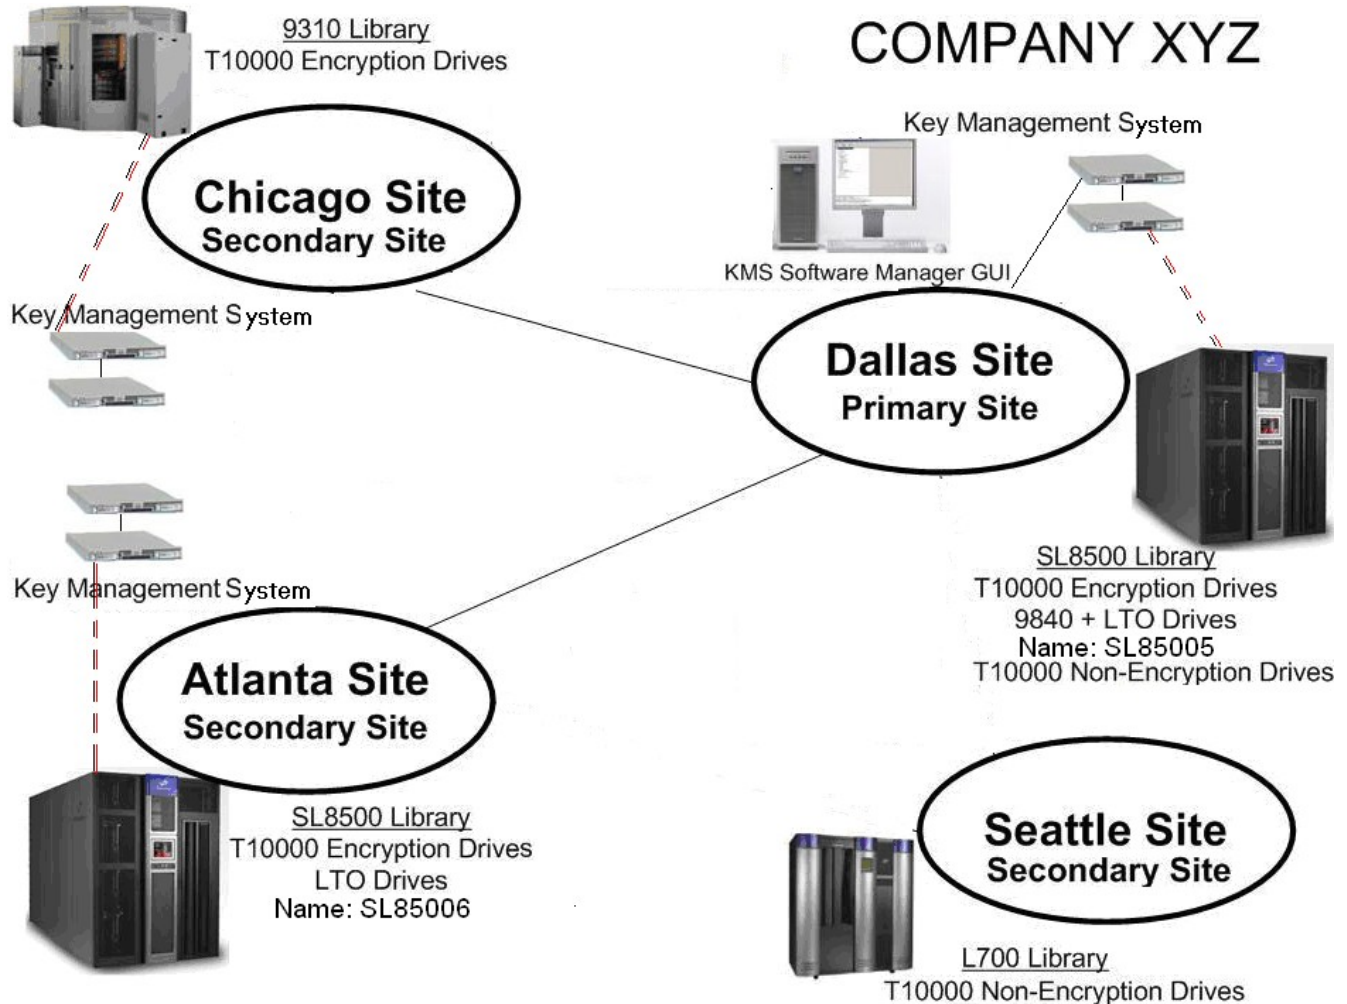 9310 Library
T10000 Encryption Drives
COMPANY XYZ
Key Management System
Chicago Site
Secondary Site
KMS Software Manager GUI
Key Management System
Dallas Site
Primary Site
SL8500 Library
T10000 Encryption Drives
9840 + LTO Drives
Name: SL85005
T10000 Non-Encryption Drives
Key Management System
Atlanta Site
Secondary Site
SL8500 Library
T10000 Encryption Drives
LTO Drives
Name: SL85006
Seattle Site
Secondary Site
L700 Library
T10000 Non-Encryption Drives